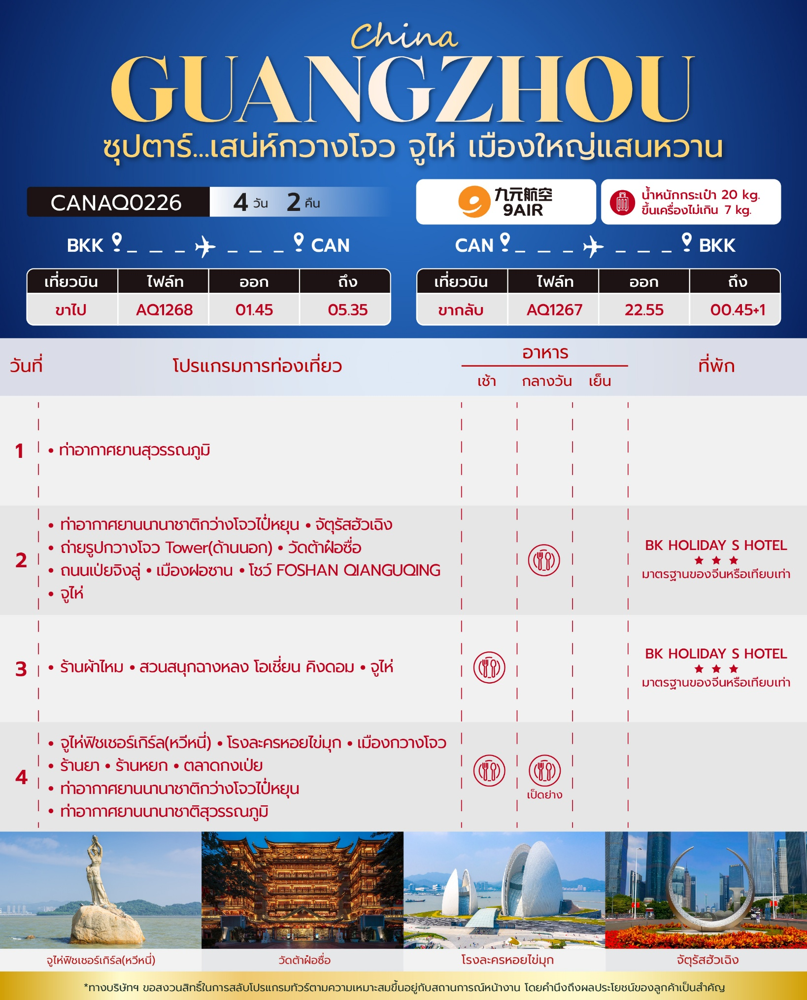 China
GUANGZHOU
ซุปตาร์...เสน่ห์กวางโจว จูไห่ เมืองใหญ่แสนหวาน
CANAQ0226 4 วัน 2 คืน
九元航空
9AIR
น้ำหนักกระเป๋า 20 kg.
ขึ้นเครื่องไม่เกิน 7 kg.
BKK CAN
CAN BKK
เที่ยวบิน ไฟล์ท ออก ถึง
ขาไป AQ1268 01.45 05.35
เที่ยวบิน ไฟล์ท ออก ถึง
ขากลับ AQ1267 22.55 00.45+1
วันที่ โปรแกรมการท่องเที่ยว อาหาร ที่พัก
เช้า กลางวัน เย็น
1 • ท่าอากาศยานสุวรรณภูมิ
2
• ท่าอากาศยานนานาชาติกว่างโจวไป๋หยุน • จัตุรัสฮัวเฉิง
• ถ่ายรูปกวางโจว Tower(ด้านนอก) • วัดต้าฝอซื่อ
• ถนนเป่ยจิงลู่ • เมืองฝอซาน • โชว์ FOSHAN QIANGUQING
• จูไห่
BK HOLIDAY S HOTEL
★ ★ ★
มาตรฐานของจีนหรือเทียบเท่า
3 • ร้านผ้าไหม • สวนสนุกฉางหลง โอเชี่ยน คิงดอม • จูไห่
BK HOLIDAY S HOTEL
★ ★ ★
มาตรฐานของจีนหรือเทียบเท่า
4
• จูไห่ฟิชเชอร์เกิร์ล(หวีหนี่) • โรงละครหอยไข่มุก • เมืองกวางโจว
• ร้านยา • ร้านหยก • ตลาดกงเป่ย
• ท่าอากาศยานนานาชาติกว่างโจวไป๋หยุน
• ท่าอากาศยานนานาชาติสุวรรณภูมิ
เป็ดย่าง
จูไห่ฟิชเชอร์เกิร์ล(หวีหนี่)
วัดต้าฝอซื่อ
โรงละครหอยไข่มุก
จัตุรัสฮัวเฉิง
*ทางบริษัทฯ ขอสงวนสิทธิ์ในการสลับโปรแกรมทัวร์ตามความเหมาะสมขึ้นอยู่กับสถานการณ์หน้างาน โดยคำนึงถึงผลประโยชน์ของลูกค้าเป็นสำคัญ